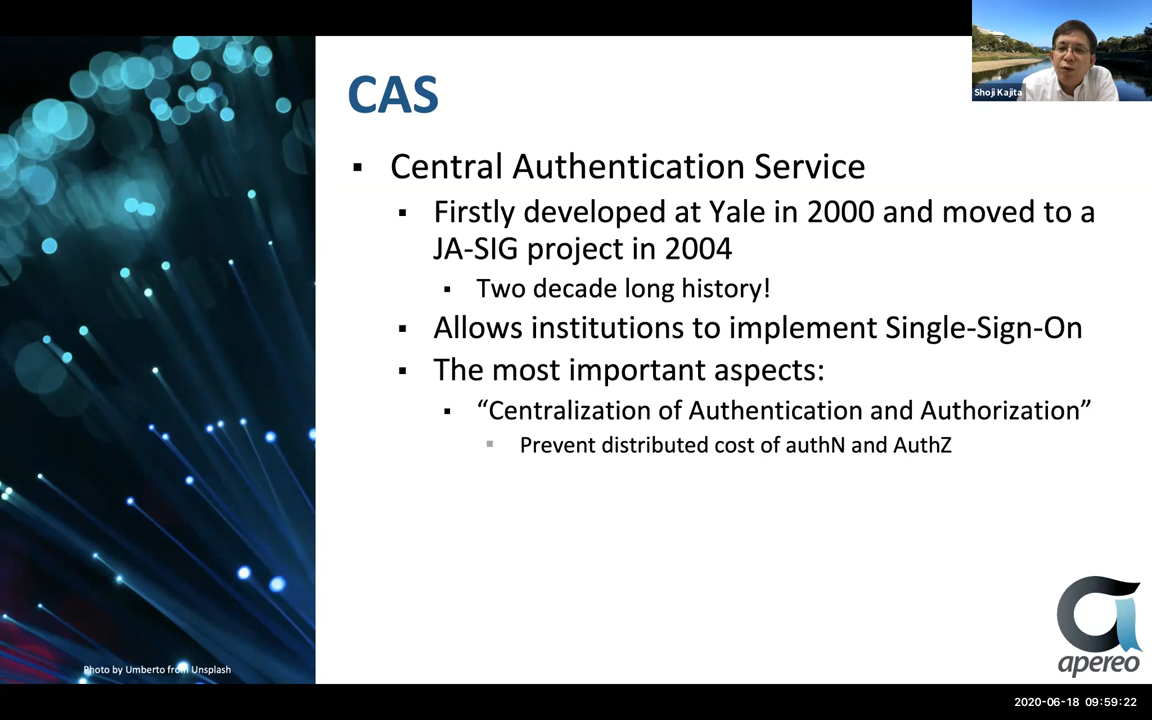 Shoji Kajita
CAS
▪ Central Authentication Service
▪ Firstly developed at Yale in 2000 and moved to a
JA-SIG project in 2004
▪ Two decade long history!
▪ Allows institutions to implement Single-Sign-On
▪ The most important aspects:
▪ “Centralization of Authentication and Authorization”
▪ Prevent distributed cost of authN and AuthZ
Photo by Umberto from Unsplash
apereo
2020-06-18 09:59:22